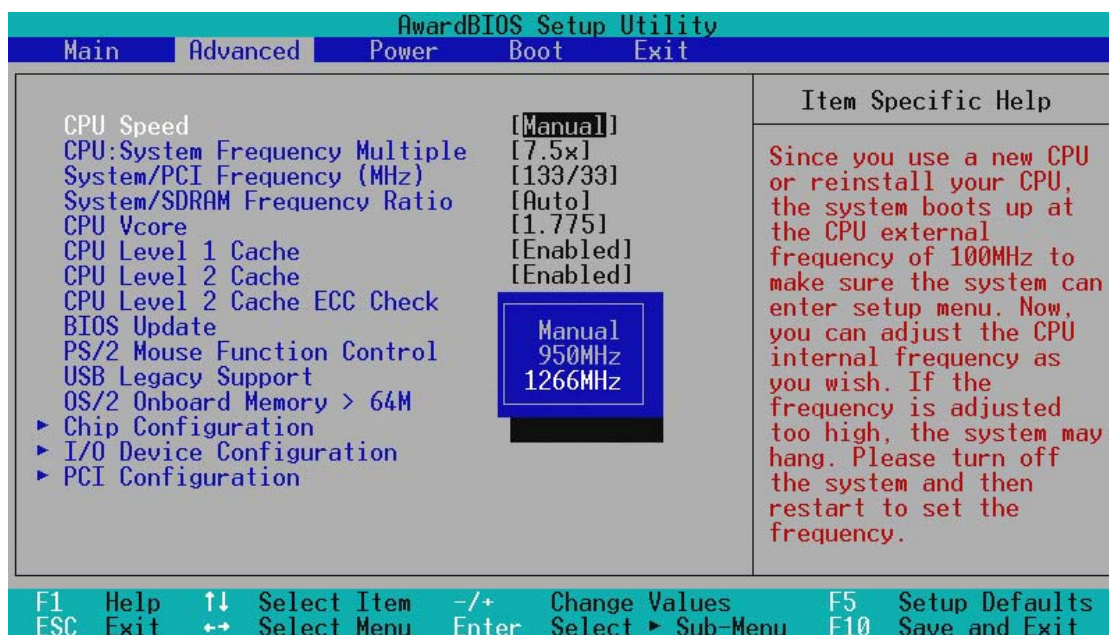 AwardBIOS Setup Utility
Main Advanced Power Boot Exit
CPU Speed [Manual]
CPU:System Frequency Multiple [7.5x]
System/PCI Frequency (MHz) [133/33]
System/SDRAM Frequency Ratio [Auto]
CPU Vcore [1.775]
CPU Level 1 Cache [Enabled]
CPU Level 2 Cache [Enabled]
CPU Level 2 Cache ECC Check
BIOS Update
PS/2 Mouse Function Control
USB Legacy Support
OS/2 Onboard Memory > 64M
► Chip Configuration
► I/O Device Configuration
► PCI Configuration
Manual
950MHz
1266MHz
Item Specific Help
Since you use a new CPU
or reinstall your CPU,
the system boots up at
the CPU external
frequency of 100MHz to
make sure the system can
enter setup menu. Now,
you can adjust the CPU
internal frequency as
you wish. If the
frequency is adjusted
too high, the system may
hang. Please turn off
the system and then
restart to set the
frequency.
F1 Help ↑↓ Select Item -/+ Change Values F5 Setup Defaults
ESC Exit ←→ Select Menu Enter Select ► Sub-Menu F10 Save and Exit